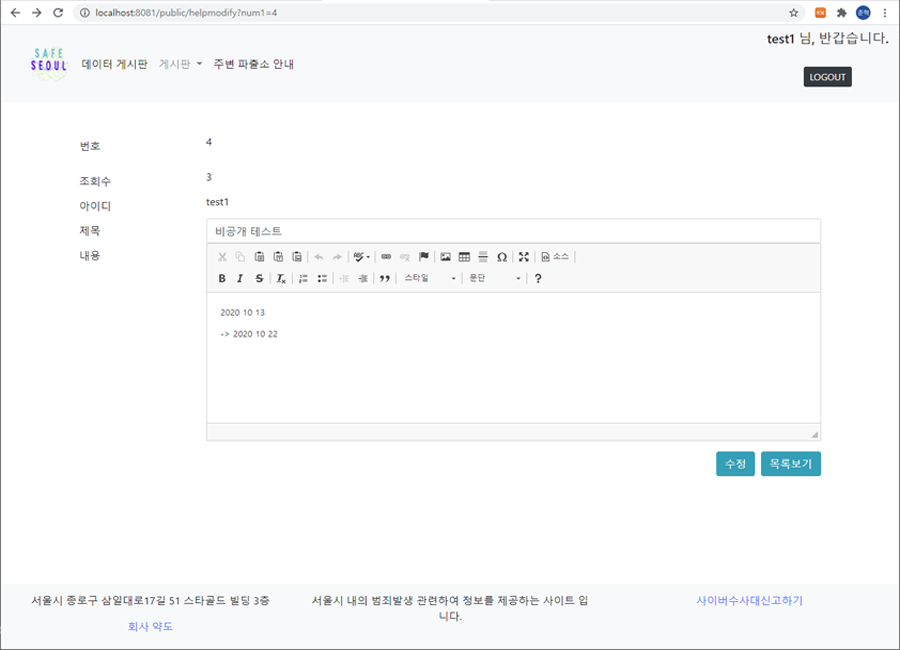 localhost:8081/public/helpmodify?num1=4
test1 님, 반갑습니다.
SAFE
SEOUL
데이터 게시판 게시판 주변 파출소 안내
LOGOUT
번호 4
조회수 3
아이디 test1
제목 비공개 테스트
내용
소스
B I S Ix 스타일 문단 ?
2020 10 13
-> 2020 10 22
수정 목록보기
서울시 종로구 삼일대로17길 51 스타골드 빌딩 3층
회사 약도
서울시 내의 범죄발생 관련하여 정보를 제공하는 사이트 입
니다.
사이버수사대신고하기